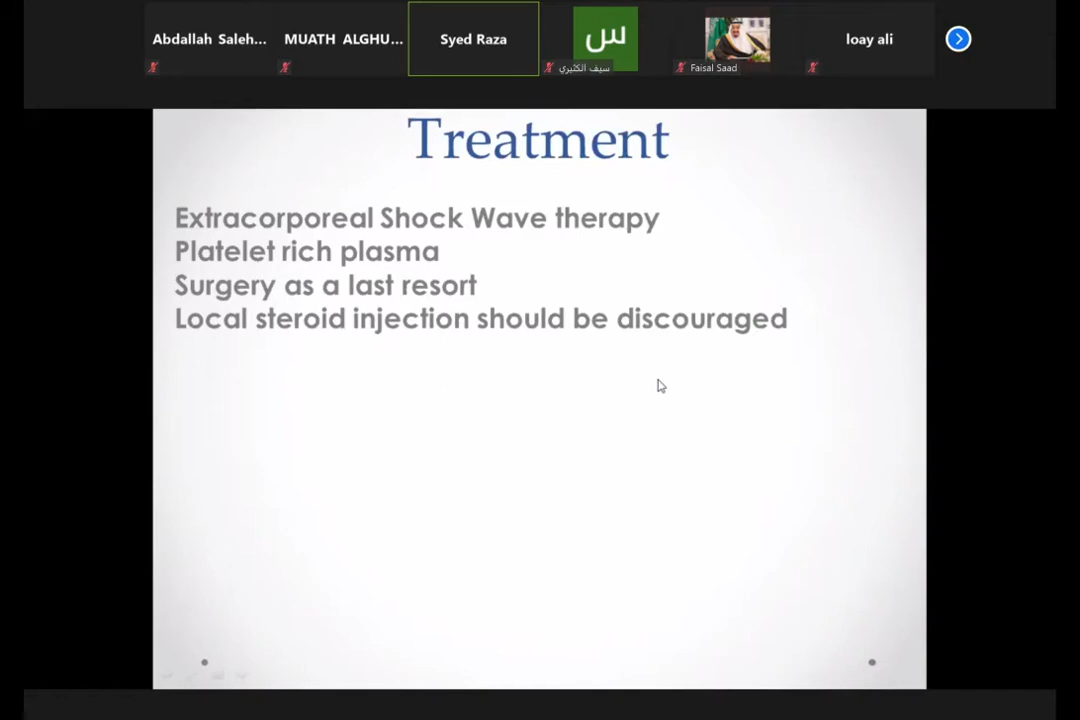 Abdallah Saleh...
MUATH ALGHU...
Syed Raza
س
سيف الكثيري
Faisal Saad
loay ali
Treatment
Extracorporeal Shock Wave therapy
Platelet rich plasma
Surgery as a last resort
Local steroid injection should be discouraged